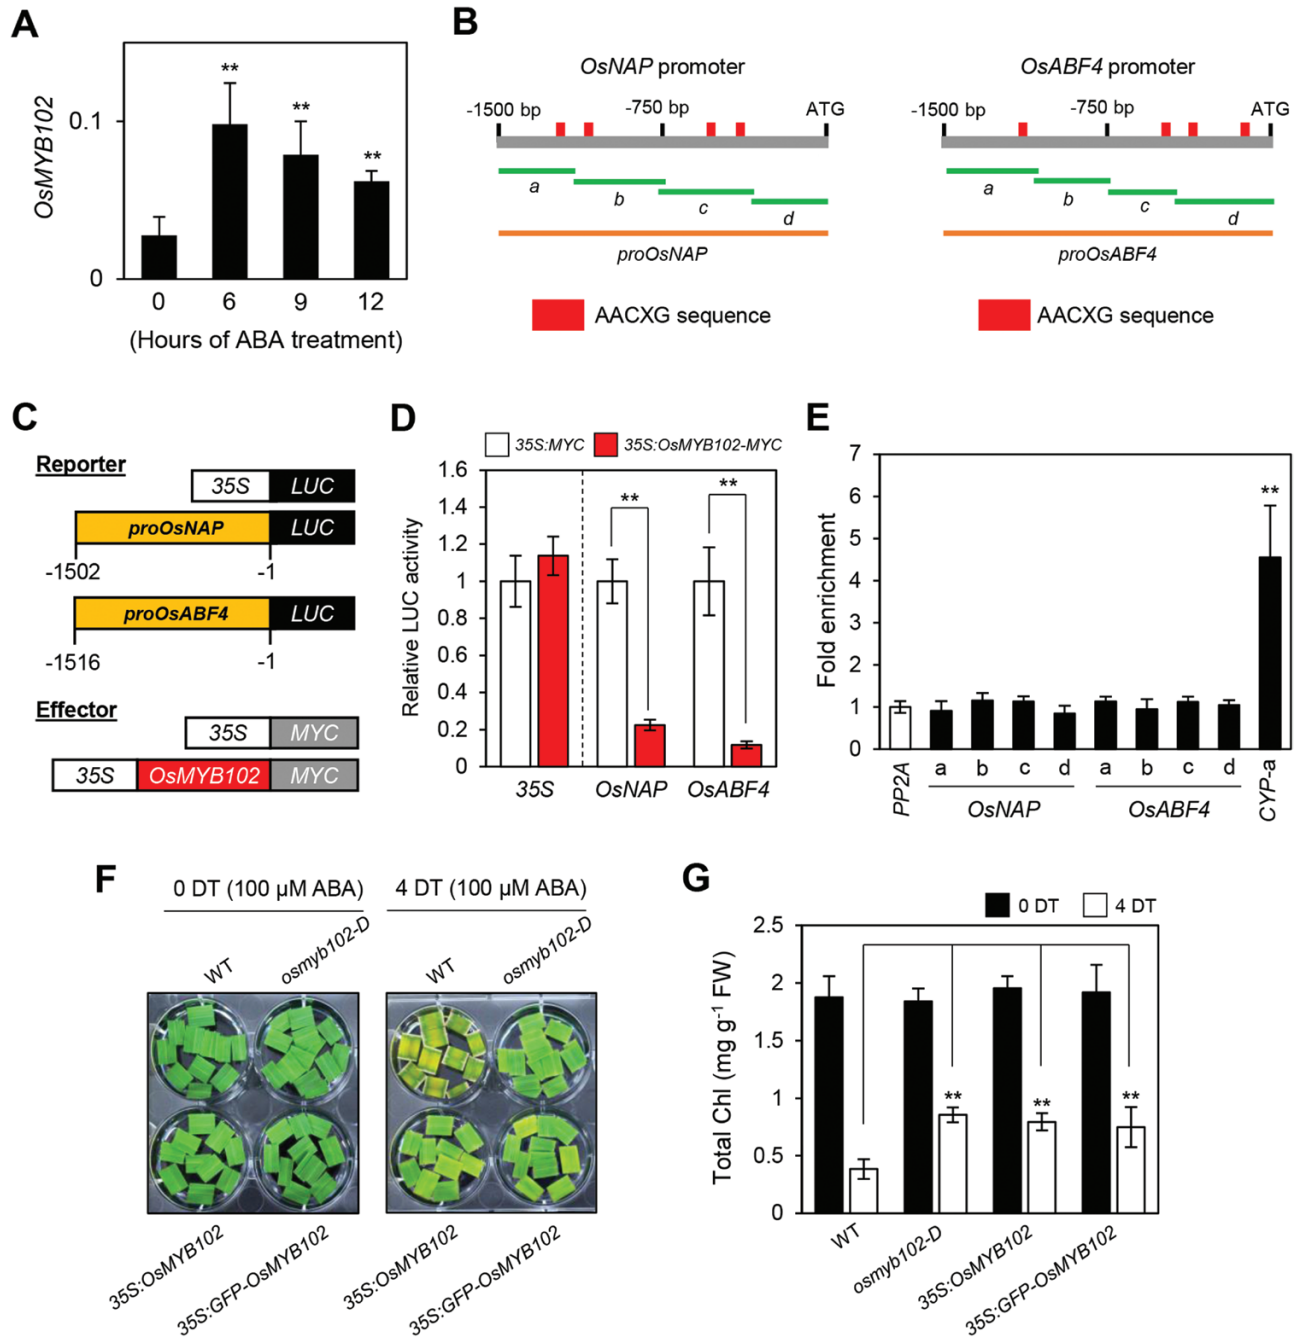 A
OsMYB102
0.1
0
** ** **
0 6 9 12
(Hours of ABA treatment)
B
OsNAP promoter
-1500 bp -750 bp ATG
a
b
c
d
proOsNAP
AACXG sequence
OsABF4 promoter
-1500 bp -750 bp ATG
a
b
c
d
proOsABF4
AACXG sequence
C
Reporter
35S LUC
proOsNAP LUC
-1502 -1
proOsABF4 LUC
-1516 -1
Effector
35S MYC
35S OsMYB102 MYC
D
35S:MYC 35S:OsMYB102-MYC
Relative LUC activity
1.6
1.4
1.2
1
0.8
0.6
0.4
0.2
0
** **
35S OsNAP OsABF4
E
Fold enrichment
7
6
5
4
3
2
1
0
**
PP2A
a b c d
OsNAP
a b c d
OsABF4
CYP-a
F
0 DT (100 μM ABA)
WT
osmyb102-D
35S:OsMYB102
35S:GFP-OsMYB102
4 DT (100 μM ABA)
WT
osmyb102-D
35S:OsMYB102
35S:GFP-OsMYB102
G
0 DT 4 DT
Total Chl (mg g⁻¹ FW)
2.5
2
1.5
1
0.5
0
** ** **
WT
osmyb102-D
35S:OsMYB102
35S:GFP-OsMYB102